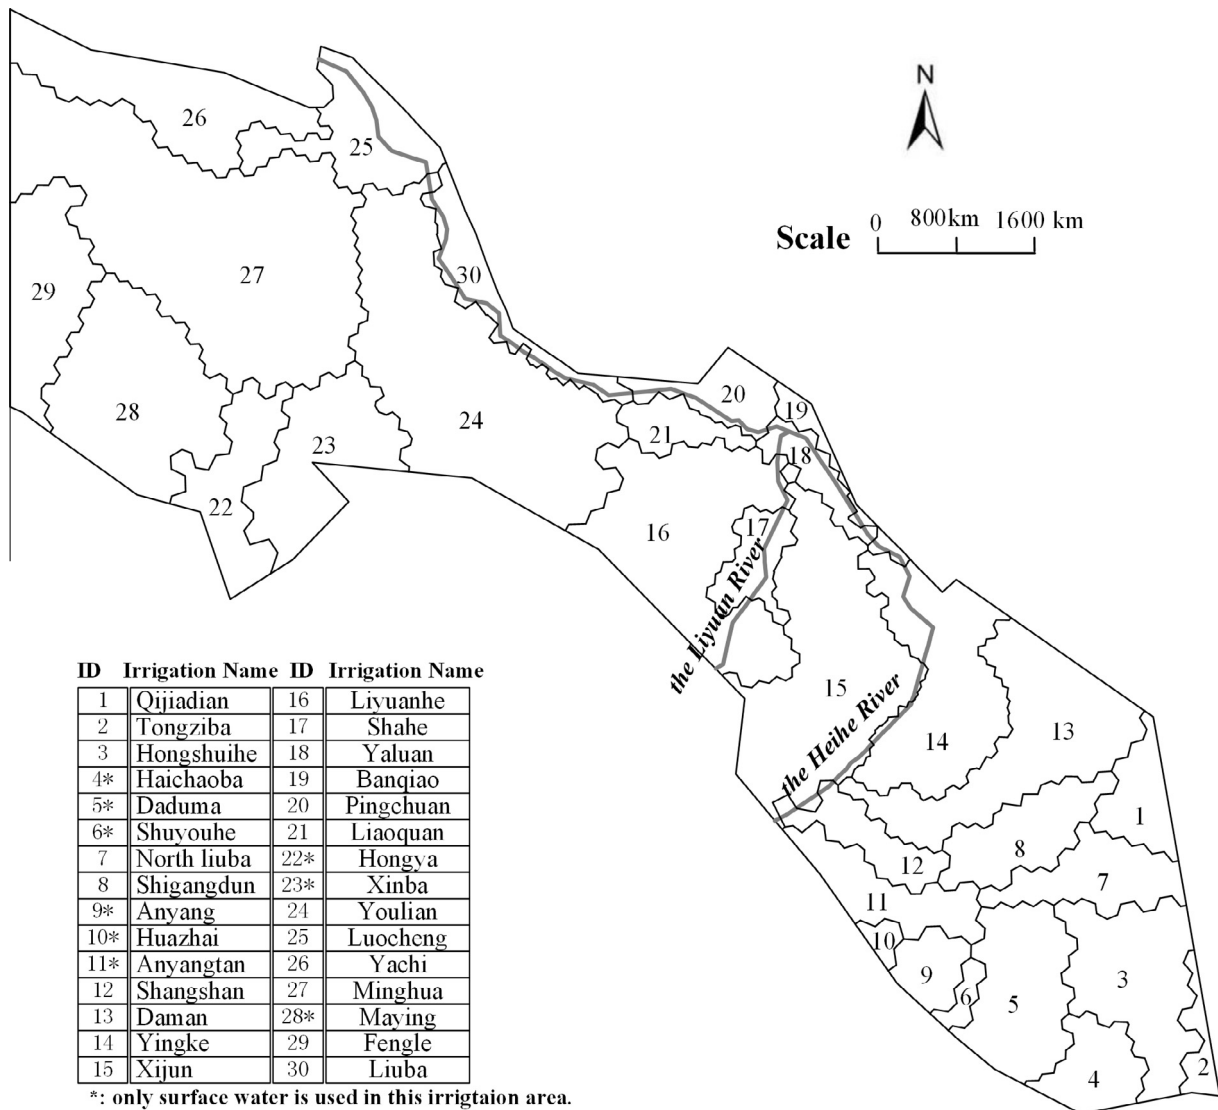 N
26
25
Scale 0 800km 1600 km
27
30
29
20
19
28
24
21
23
18
22
16
17
the Liyuan River
15
the Heihe River
14
13
1
8
12
7
11
10
9
3
6
5
4
2
ID Irrigation Name ID Irrigation Name
1 Qijiadian 16 Liyuanhe
2 Tongziba 17 Shahe
3 Hongshuihe 18 Yaluan
4* Haichaoba 19 Banqiao
5* Daduma 20 Pingchuan
6* Shuyouhe 21 Liaoquan
7 North liuba 22* Hongya
8 Shigangdun 23* Xinba
9* Anyang 24 Youlian
10* Huazhai 25 Luocheng
11* Anyangtan 26 Yachi
12 Shangshan 27 Minghua
13 Daman 28* Maying
14 Yingke 29 Fengle
15 Xijun 30 Liuba
*: only surface water is used in this irrigtaion area.